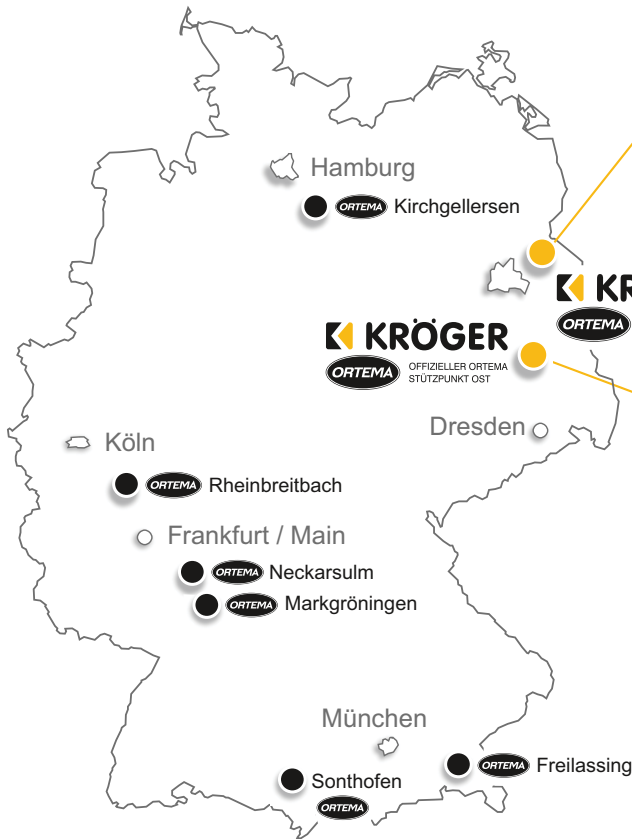 Hamburg
ORTEMA Kirchgellersen
KR
ORTEMA
KRÖGER
ORTEMA OFFIZIELLER ORTEMA
STÜTZPUNKT OST
Dresden
Köln
ORTEMA Rheinbreitbach
Frankfurt / Main
ORTEMA Neckarsulm
ORTEMA Markgröningen
München
ORTEMA Freilassing
Sonthofen
ORTEMA